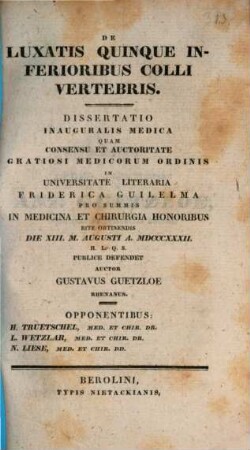 DE
LUXATIS QUINQUE IN-
FERIORIBUS COLLI
VERTEBRIS.
DISSERTATIO
INAUGURALIS MEDICA
QUAM
CONSENSU ET AUCTORITATE
GRATIOSI MEDICORUM ORDINIS
IN
UNIVERSITATE LITERARIA
FRIDERICA GUILELMA
PRO SUMMIS
IN MEDICINA ET CHIRURGIA HONORIBUS
RITE OBTINENDIS
DIE XIII. M. AUGUSTI A. MDCCCXXXII.
H. L. Q. S.
PUBLICE DEFENDET
AUCTOR
GUSTAVUS GUETZLOE
RHENANUS.
OPPONENTIBUS:
H. TRUETSCHEL, MED. ET CHIR. DR.
L. WETZLAR, MED. ET CHIR. DR.
N. LIESE, MED. ET CHIR. DD.
BEROLINI,
TYPIS NIETACKIANIS,